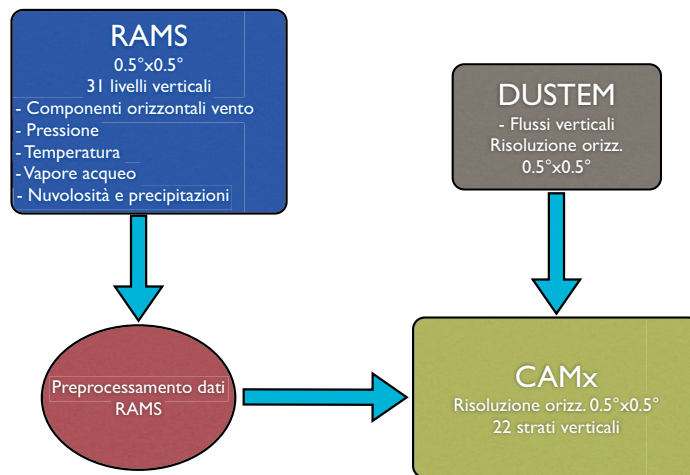 RAMS
0.5°x0.5°
31 livelli verticali
- Componenti orizzontali vento
- Pressione
- Temperatura
- Vapore acqueo
- Nuvolosità e precipitazioni
DUSTEM
- Flussi verticali
Risoluzione orizz.
0.5°x0.5°
Preprocessamento dati
RAMS
CAMx
Risoluzione orizz. 0.5°x0.5°
22 strati verticali